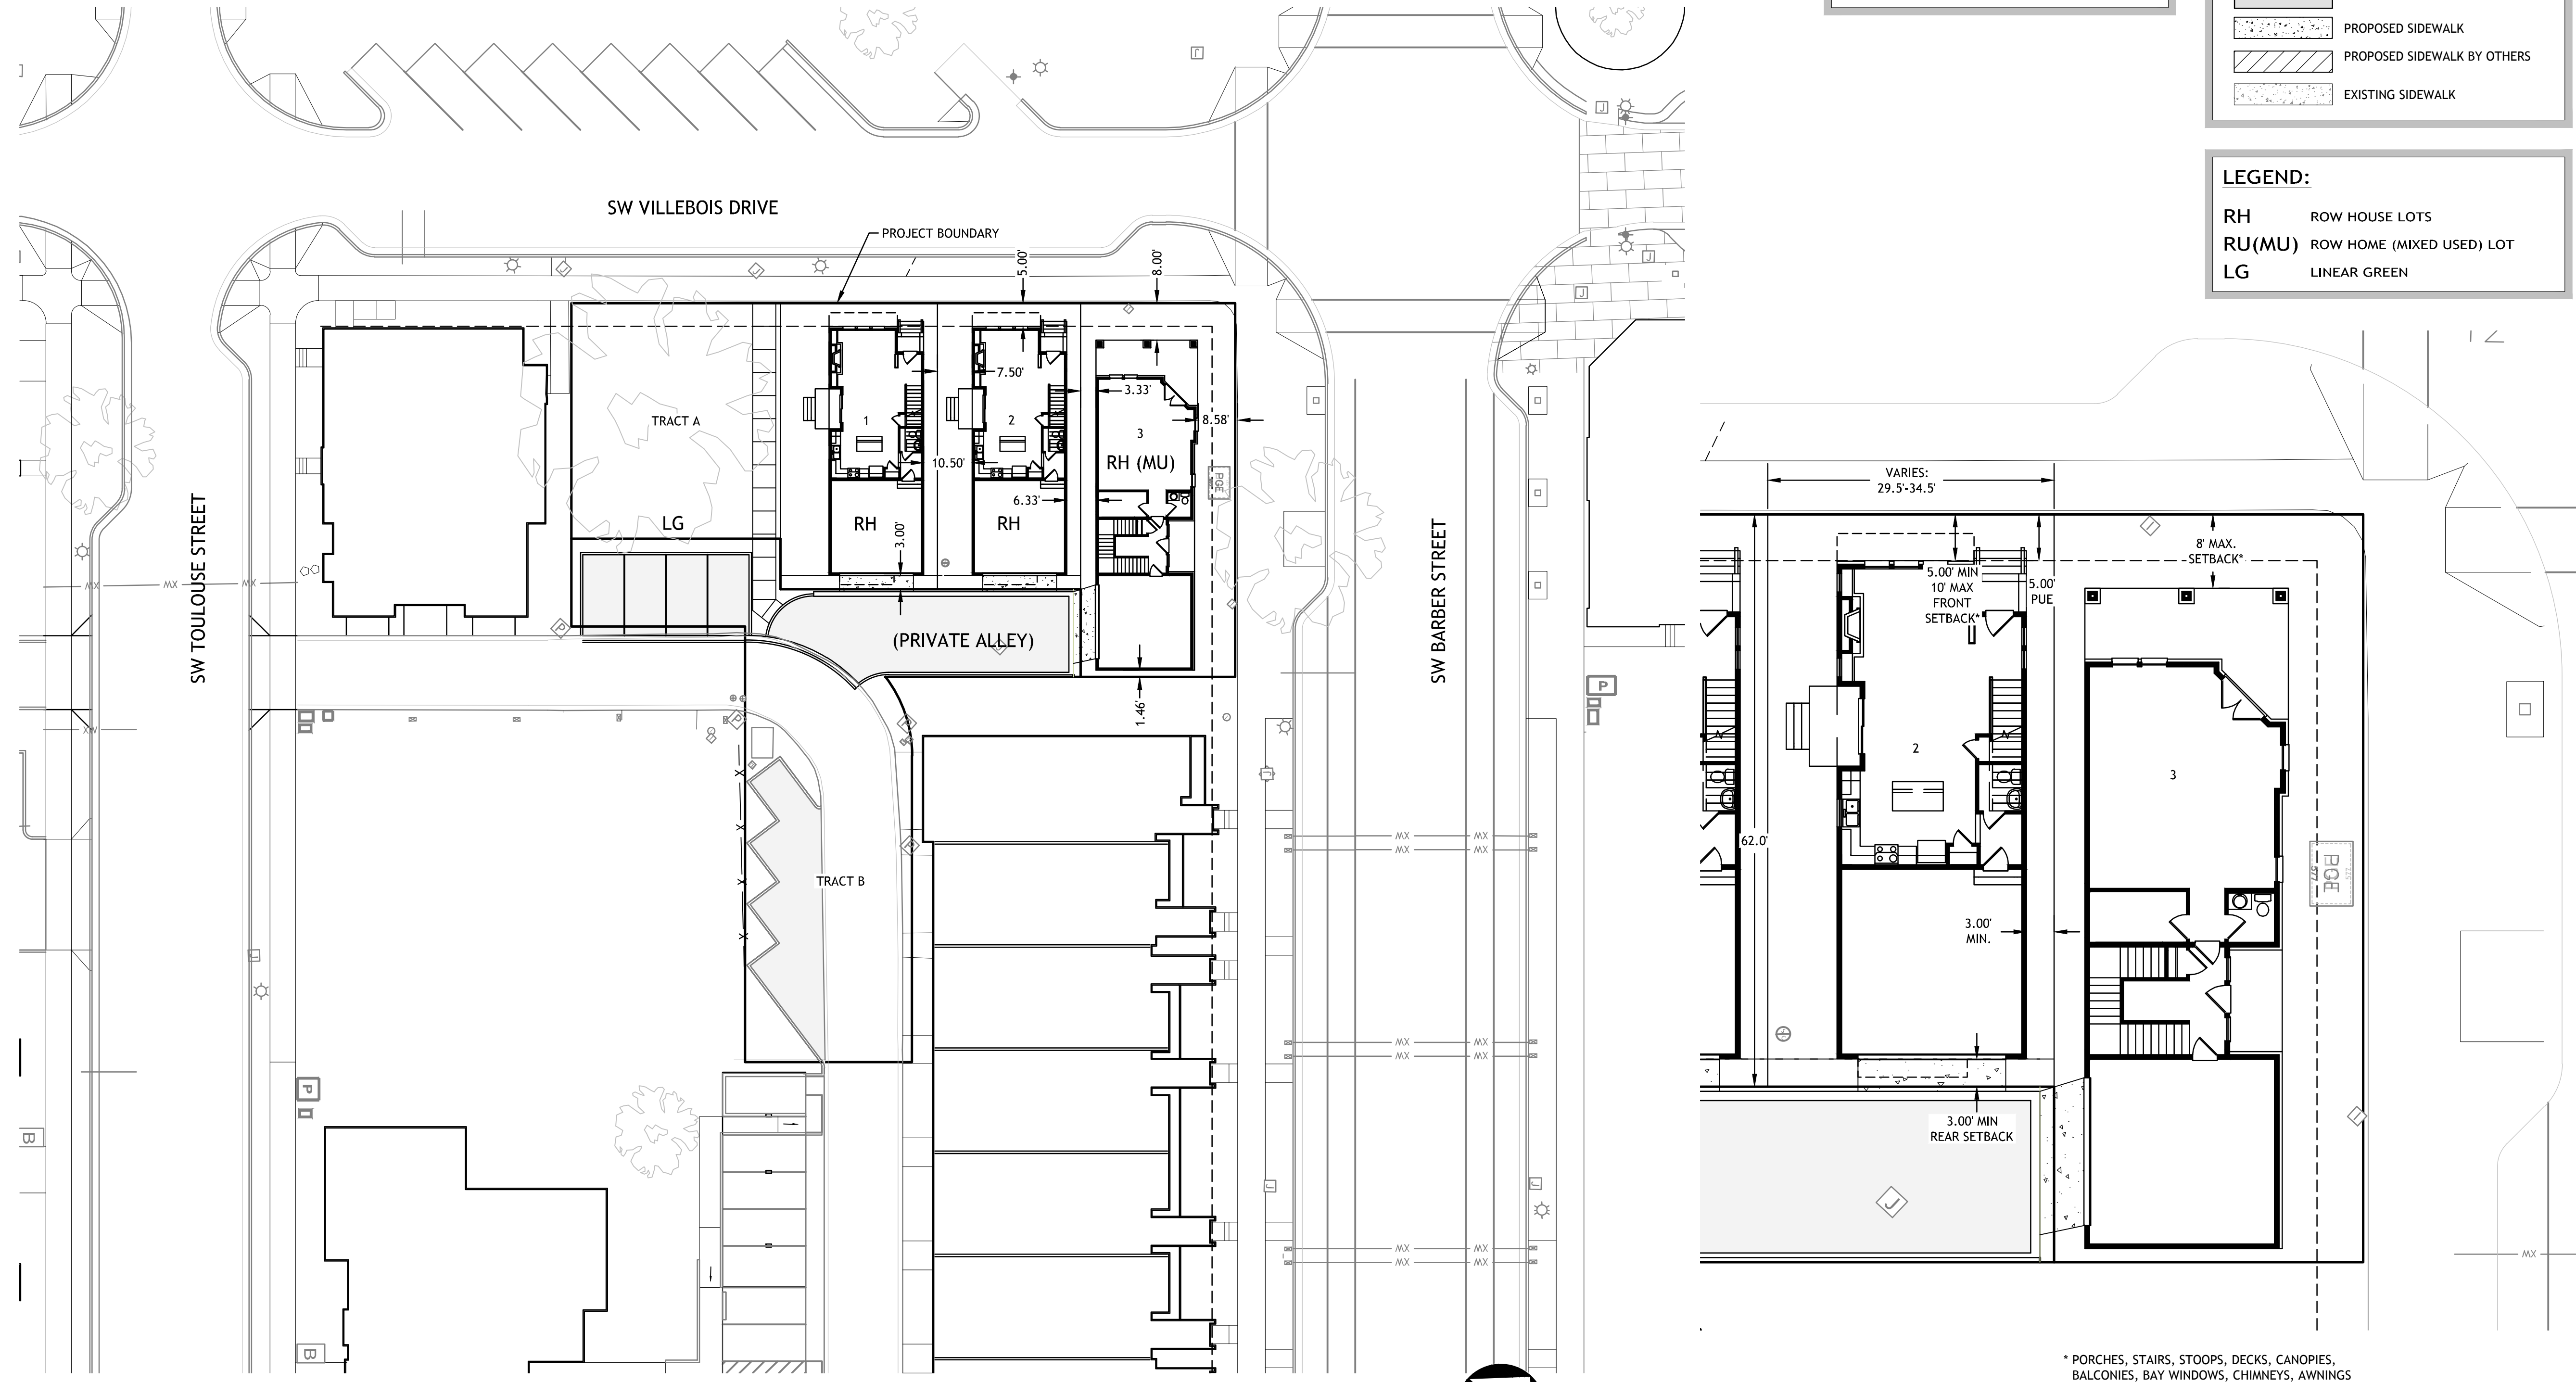 PROPOSED SIDEWALK
PROPOSED SIDEWALK BY OTHERS
EXISTING SIDEWALK
LEGEND:
RH ROW HOUSE LOTS
RU(MU) ROW HOME (MIXED USED) LOT
LG LINEAR GREEN
SW VILLEBOIS DRIVE
PROJECT BOUNDARY
5.00'
8.00'
7.50'
3.33'
8.58'
TRACT A
1
2
3
10.50'
RH (MU)
6.33'
PGE
LG
RH
RH
3.00'
SW TOULOUSE STREET
SW BARBER STREET
(PRIVATE ALLEY)
1.46'
TRACT B
P
P
B
B
VARIES:
29.5'-34.5'
8' MAX.
SETBACK*
5.00' MIN
10' MAX
FRONT
SETBACK*
5.00'
PUE
2
3
62.0'
PGE
577
3.00'
MIN.
3.00' MIN
REAR SETBACK
J
* PORCHES, STAIRS, STOOPS, DECKS, CANOPIES,
BALCONIES, BAY WINDOWS, CHIMNEYS, AWNINGS